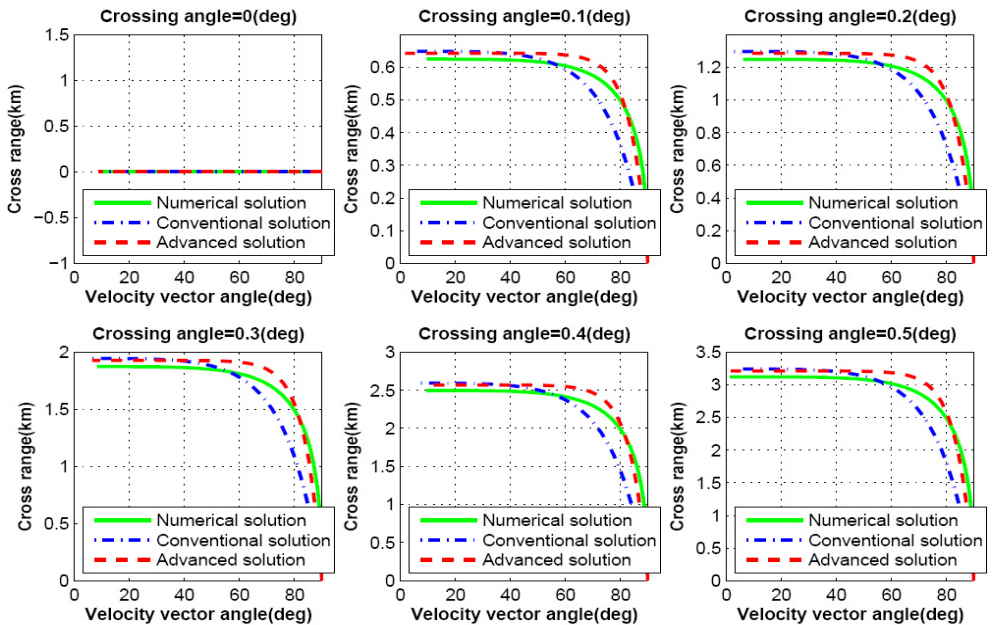 Crossing angle=0(deg)
1.5
1
0.5
0
−0.5
−1
Cross range(km)
Numerical solution
Conventional solution
Advanced solution
0 20 40 60 80
Velocity vector angle(deg)
Crossing angle=0.1(deg)
0.6
0.5
0.4
0.3
0.2
0.1
0
Cross range(km)
Numerical solution
Conventional solution
Advanced solution
0 20 40 60 80
Velocity vector angle(deg)
Crossing angle=0.2(deg)
1.2
1
0.8
0.6
0.4
0.2
0
Cross range(km)
Numerical solution
Conventional solution
Advanced solution
0 20 40 60 80
Velocity vector angle(deg)
Crossing angle=0.3(deg)
2
1.5
1
0.5
0
Cross range(km)
Numerical solution
Conventional solution
Advanced solution
0 20 40 60 80
Velocity vector angle(deg)
Crossing angle=0.4(deg)
3
2.5
2
1.5
1
0.5
0
Cross range(km)
Numerical solution
Conventional solution
Advanced solution
0 20 40 60 80
Velocity vector angle(deg)
Crossing angle=0.5(deg)
3.5
3
2.5
2
1.5
1
0.5
0
Cross range(km)
Numerical solution
Conventional solution
Advanced solution
0 20 40 60 80
Velocity vector angle(deg)